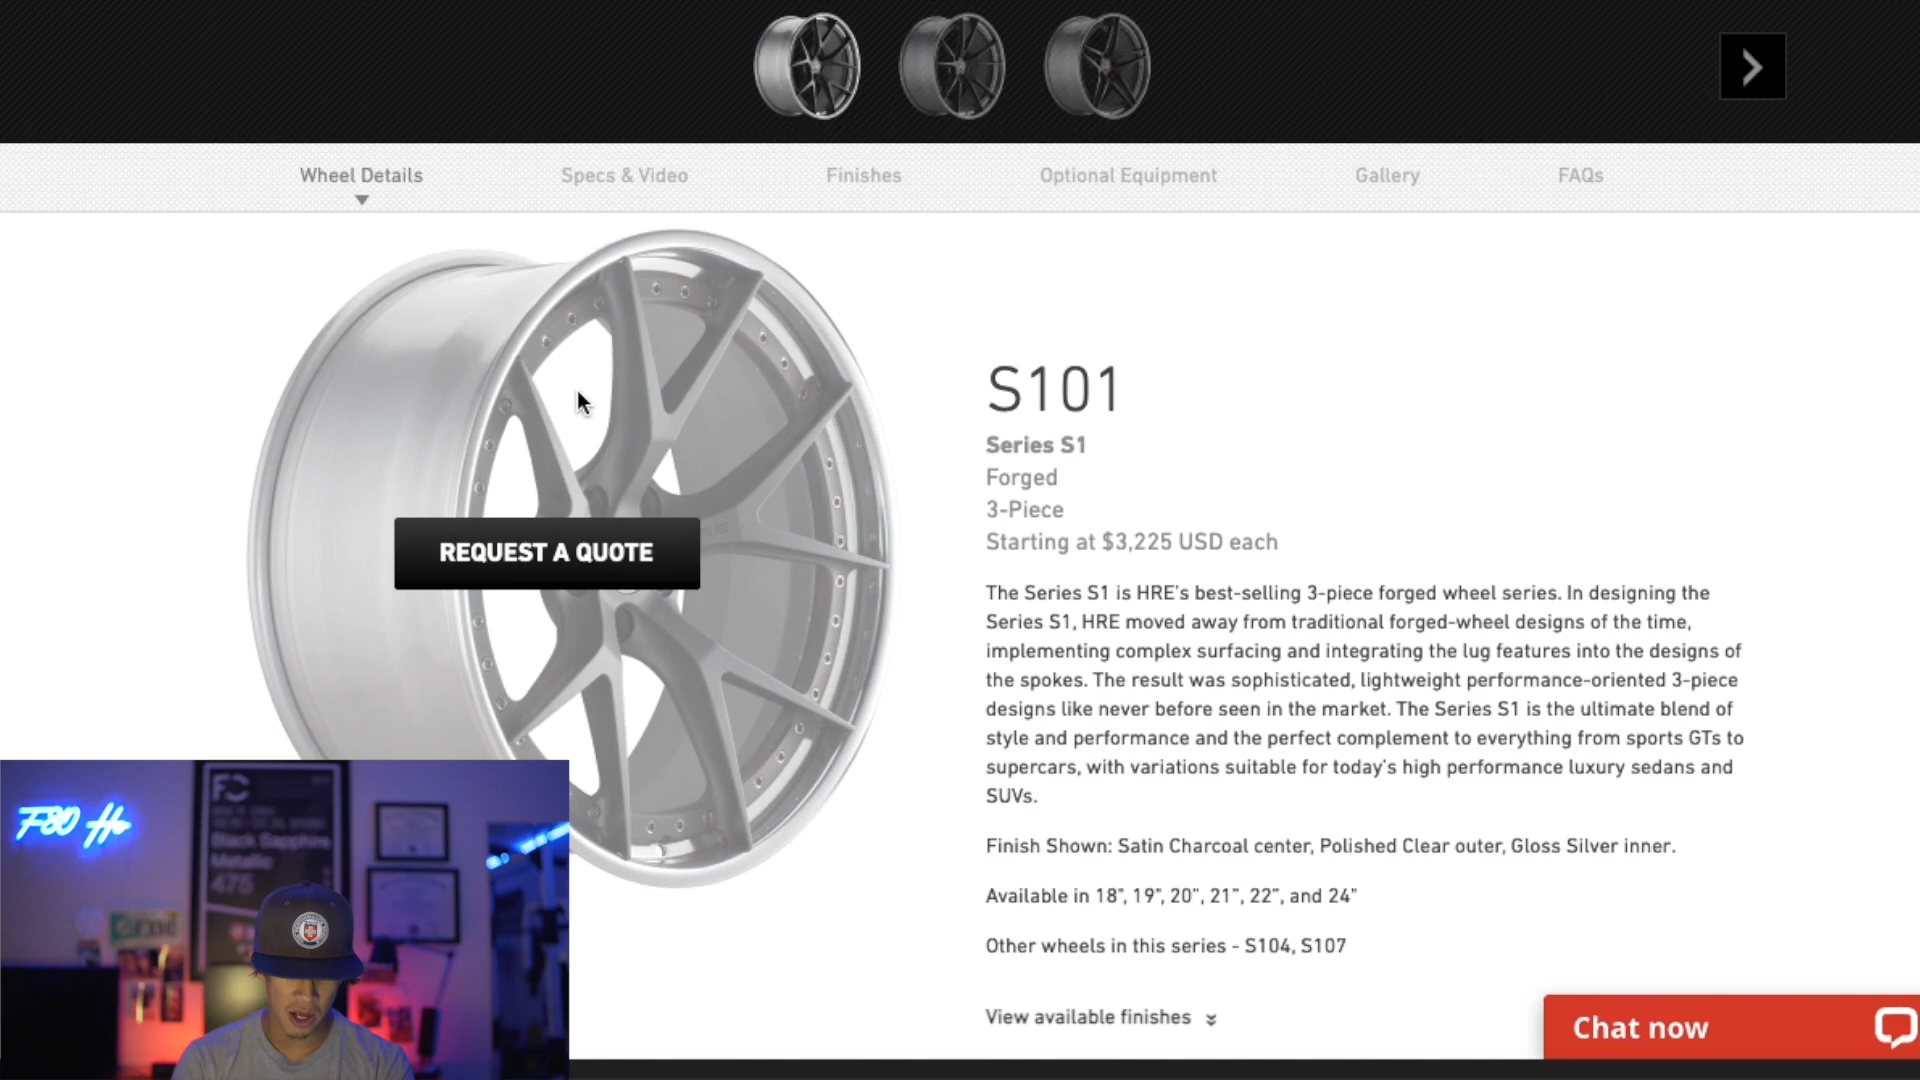 Wheel Details
Specs & Video
Finishes
Optional Equipment
Gallery
FAQs
REQUEST A QUOTE
S101
Series S1
Forged
3-Piece
Starting at $3,225 USD each
The Series S1 is HRE's best-selling 3-piece forged wheel series. In designing the
Series S1, HRE moved away from traditional forged-wheel designs of the time,
implementing complex surfacing and integrating the lug features into the designs of
the spokes. The result was sophisticated, lightweight performance-oriented 3-piece
designs like never before seen in the market. The Series S1 is the ultimate blend of
style and performance and the perfect complement to everything from sports GTs to
supercars, with variations suitable for today's high performance luxury sedans and
SUVs.
Finish Shown: Satin Charcoal center, Polished Clear outer, Gloss Silver inner.
Available in 18", 19", 20", 21", 22", and 24"
Other wheels in this series - S104, S107
View available finishes
Chat now
F80
Black Sapphire
Metallic
475